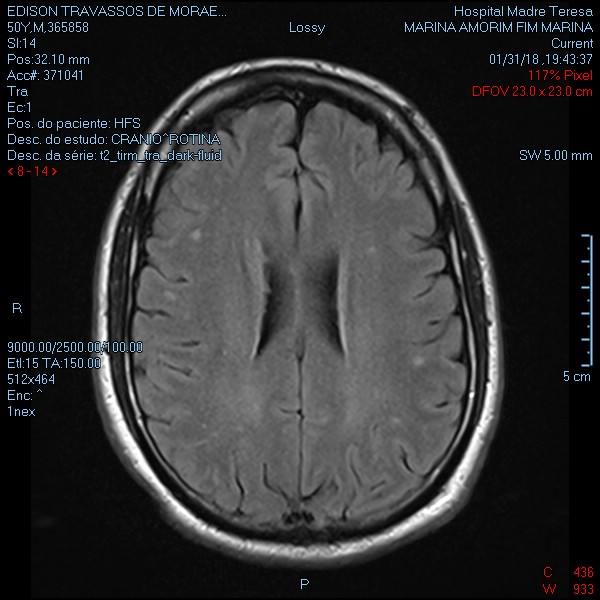 EDISON TRAVASSOS DE MORAE...
50Y,M,365858
Sl:14
Pos:32.10 mm
Acc#: 371041
Tra
Ec:1
Pos. do paciente: HFS
Desc. do estudo: CRANIO^ROTINA
Desc. da série: t2_tirm_tra_dark-fluid
< 8 - 14 >
Lossy
Hospital Madre Teresa
MARINA AMORIM FIM MARINA
Current
01/31/18 ,19:43:37
117% Pixel
DFOV 23.0 x 23.0 cm
SW 5.00 mm
R
9000.00/2500.00/100.00
Etl:15 TA:150.00
512x464
Enc: ^
1nex
5 cm
P
C 436
W 933